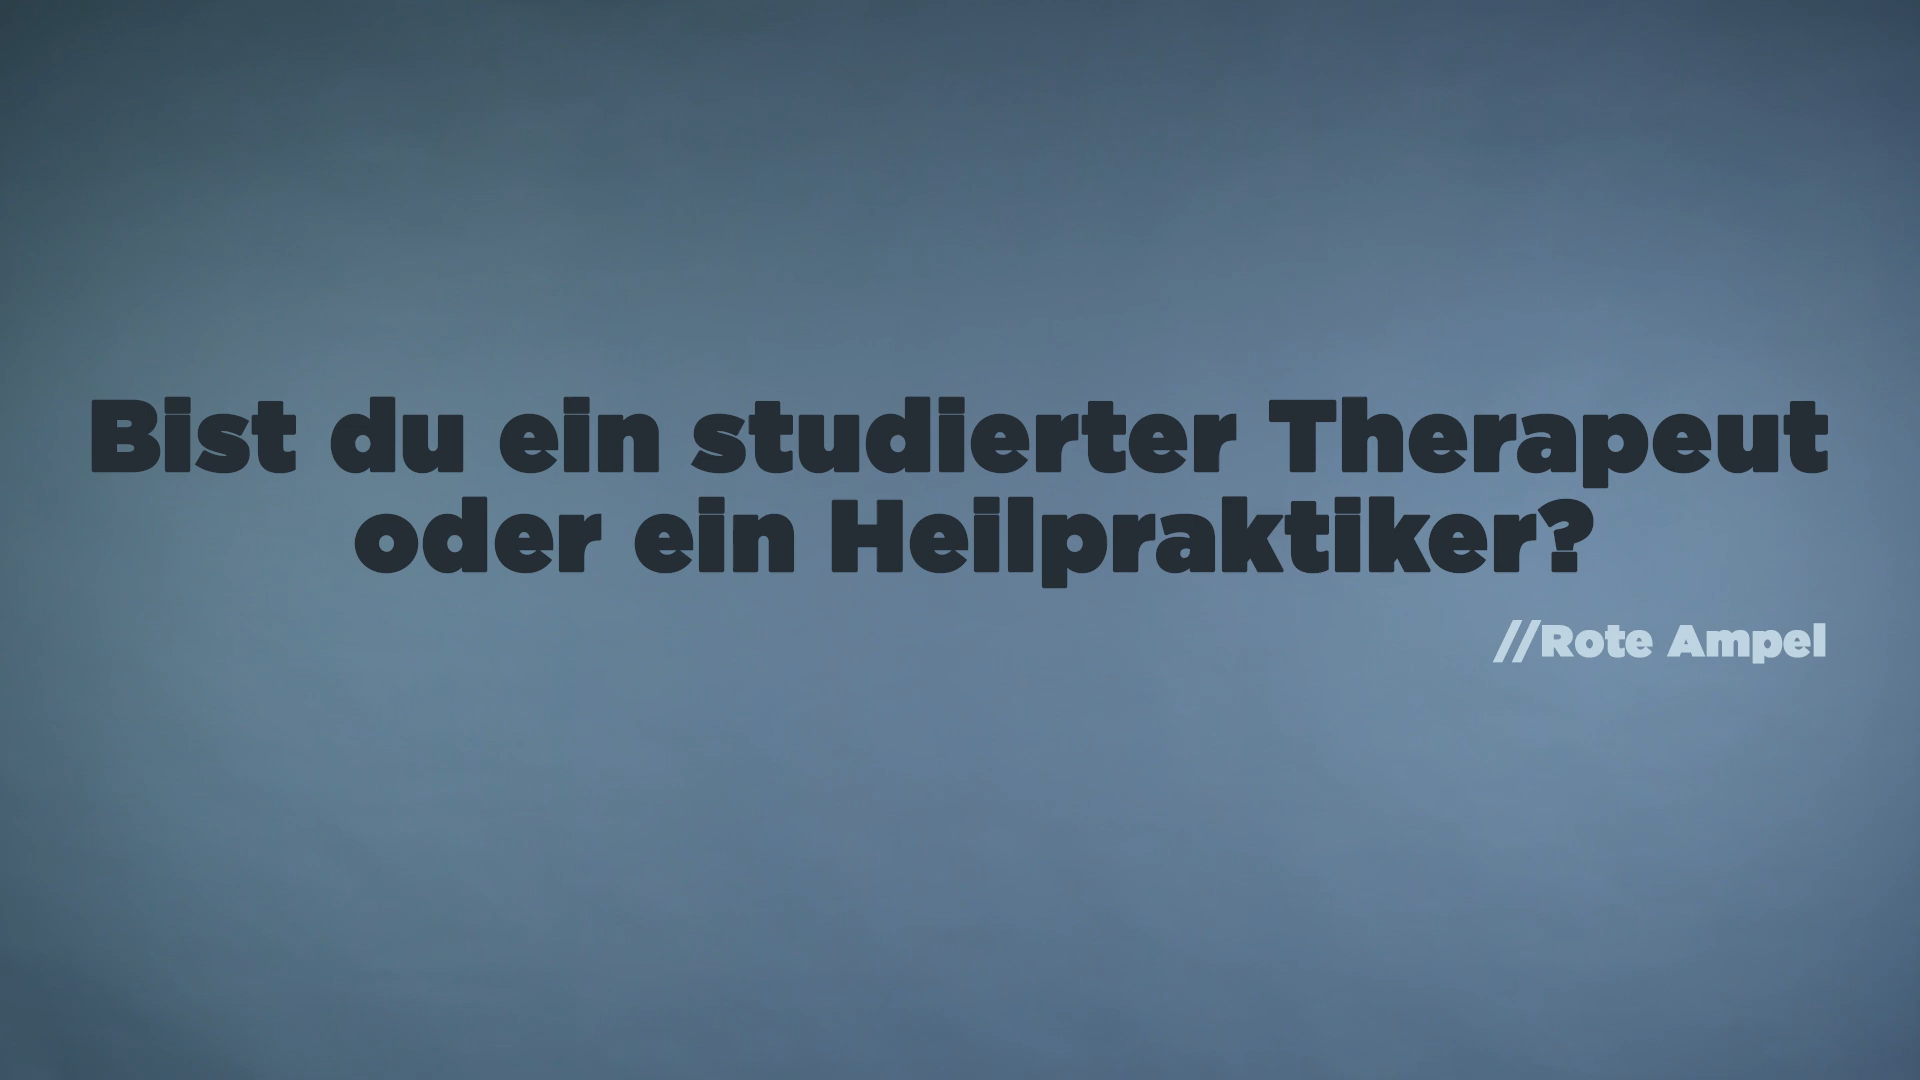 Bist du ein studierter Therapeut
oder ein Heilpraktiker?
//Rote Ampel